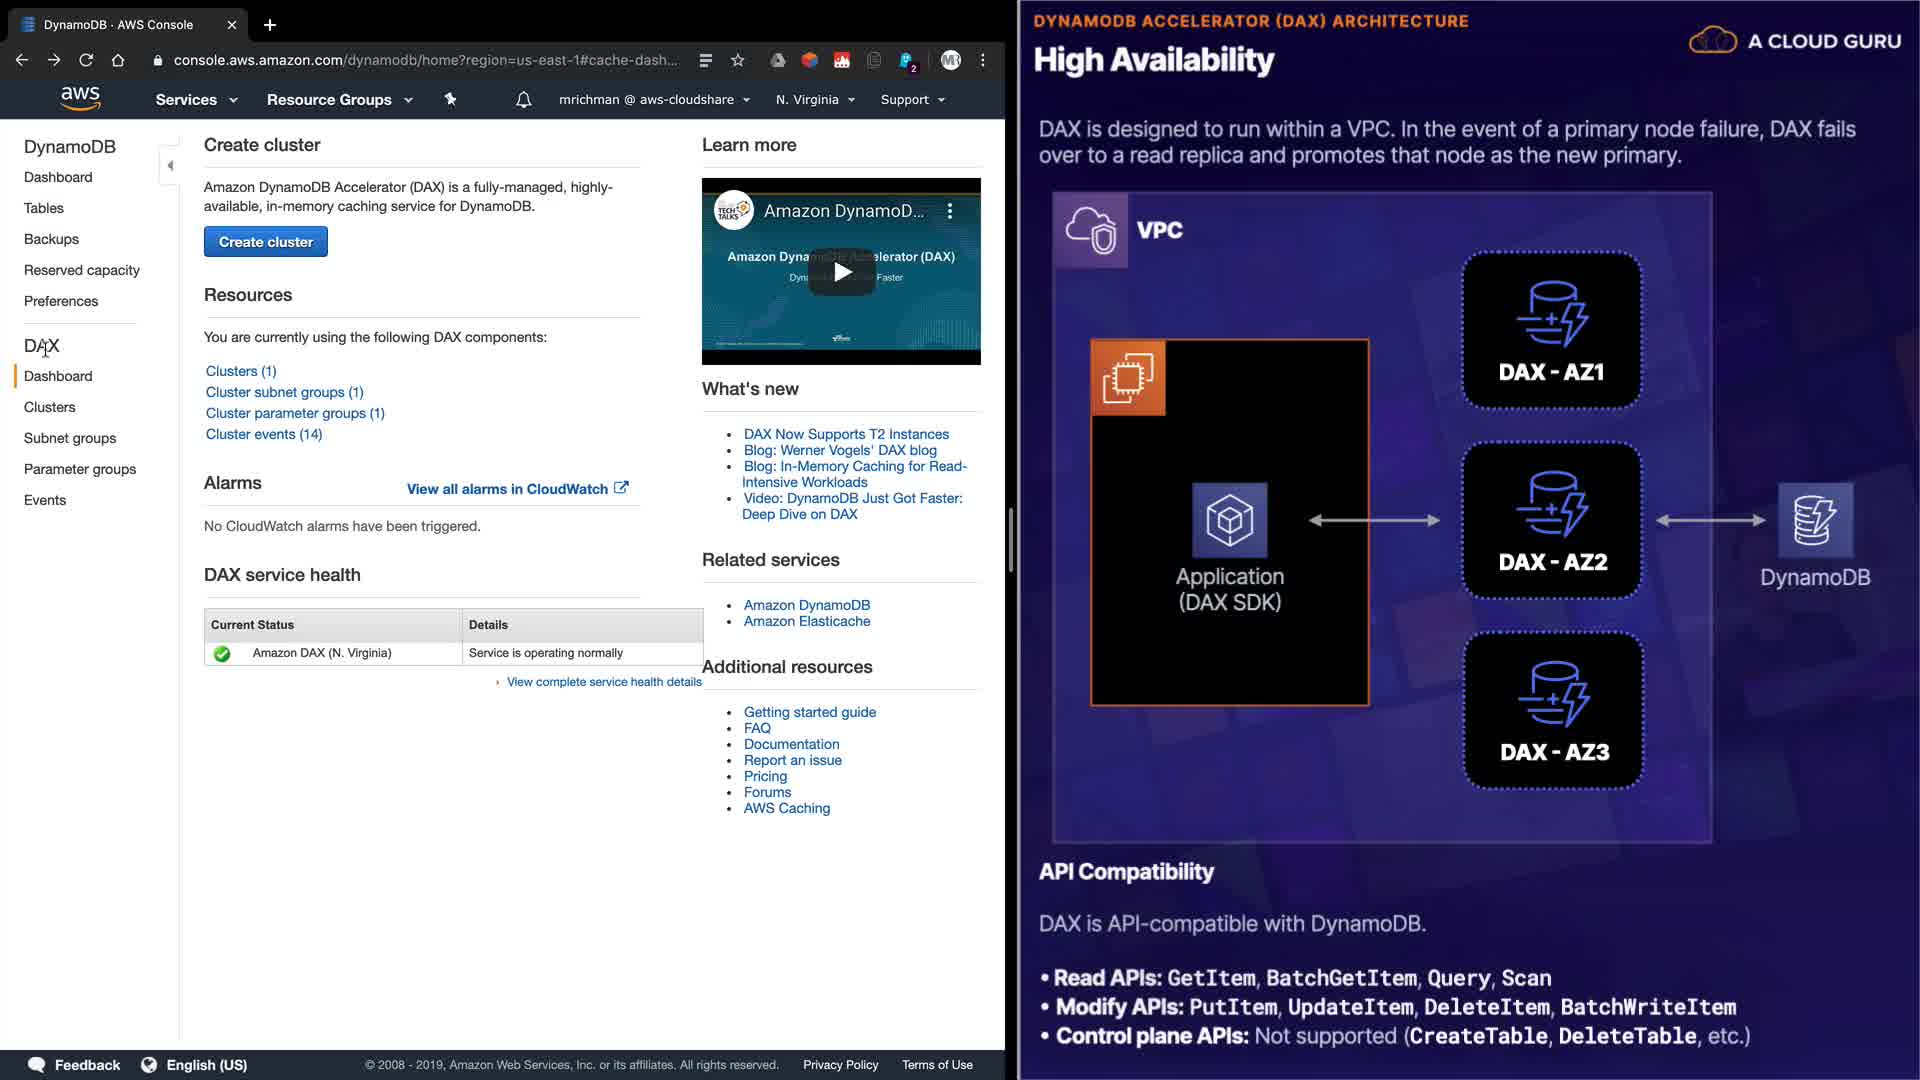 DynamoDB · AWS Console
console.aws.amazon.com/dynamodb/home?region=us-east-1#cache-dash...
2
aws
Services
Resource Groups
mrichman @ aws-cloudshare
N. Virginia
Support
DynamoDB
Dashboard
Tables
Backups
Reserved capacity
Preferences
DAX
Dashboard
Clusters
Subnet groups
Parameter groups
Events
Create cluster
Amazon DynamoDB Accelerator (DAX) is a fully-managed, highly-
available, in-memory caching service for DynamoDB.
Create cluster
Resources
You are currently using the following DAX components:
Clusters (1)
Cluster subnet groups (1)
Cluster parameter groups (1)
Cluster events (14)
Alarms
View all alarms in CloudWatch
No CloudWatch alarms have been triggered.
DAX service health
Current Status Details
Amazon DAX (N. Virginia) Service is operating normally
View complete service health details
Learn more
TECH
TALKS
Amazon DynamoD...
Amazon DynamoDB Accelerator (DAX)
Faster
What's new
• DAX Now Supports T2 Instances
• Blog: Werner Vogels' DAX blog
• Blog: In-Memory Caching for Read-
Intensive Workloads
• Video: DynamoDB Just Got Faster:
Deep Dive on DAX
Related services
• Amazon DynamoDB
• Amazon Elasticache
Additional resources
• Getting started guide
• FAQ
• Documentation
• Report an issue
• Pricing
• Forums
• AWS Caching
Feedback
English (US)
© 2008 - 2019, Amazon Web Services, Inc. or its affiliates. All rights reserved.
Privacy Policy
Terms of Use
DYNAMODB ACCELERATOR (DAX) ARCHITECTURE
High Availability
A CLOUD GURU
DAX is designed to run within a VPC. In the event of a primary node failure, DAX fails
over to a read replica and promotes that node as the new primary.
VPC
DAX - AZ1
DAX - AZ2
DAX - AZ3
Application
(DAX SDK)
DynamoDB
API Compatibility
DAX is API-compatible with DynamoDB.
• Read APIs: GetItem, BatchGetItem, Query, Scan
• Modify APIs: PutItem, UpdateItem, DeleteItem, BatchWriteItem
• Control plane APIs: Not supported (CreateTable, DeleteTable, etc.)